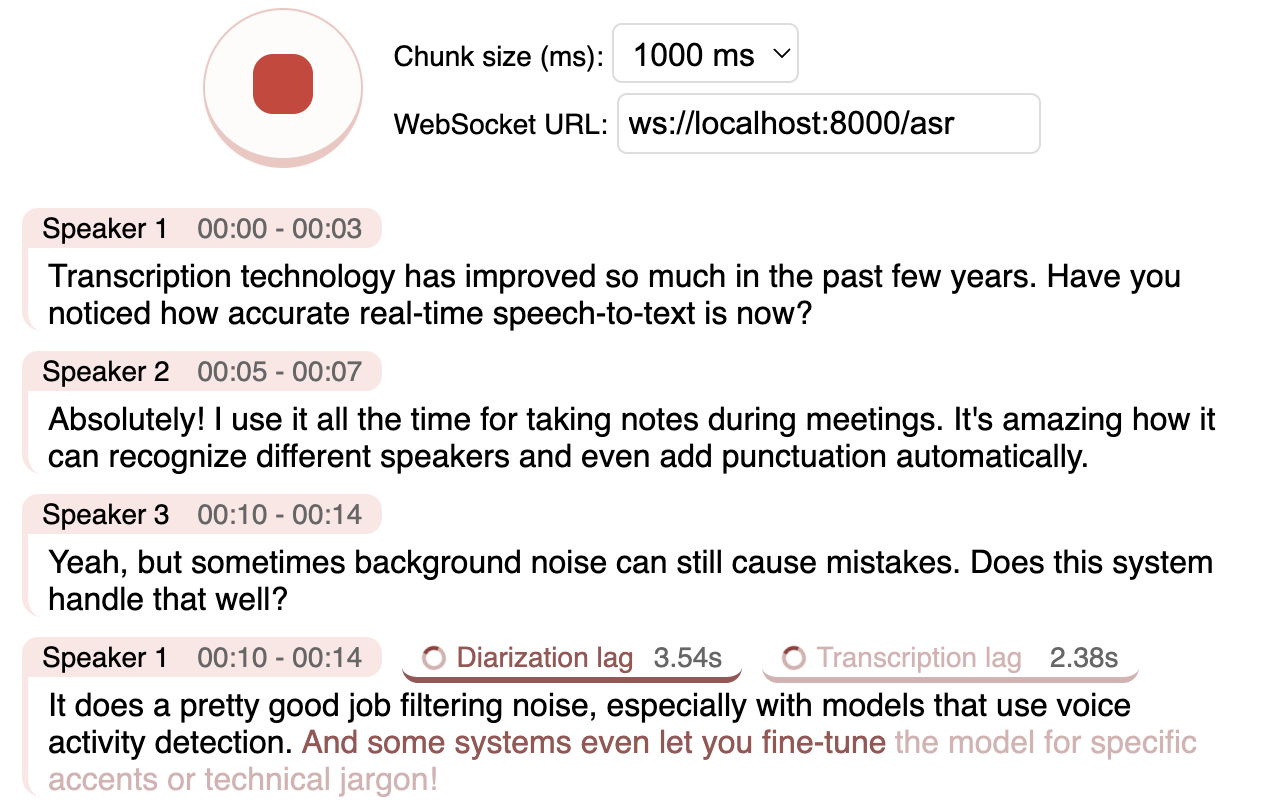 Chunk size (ms): 1000 ms
WebSocket URL: ws://localhost:8000/asr
Speaker 1 00:00 - 00:03
Transcription technology has improved so much in the past few years. Have you
noticed how accurate real-time speech-to-text is now?
Speaker 2 00:05 - 00:07
Absolutely! I use it all the time for taking notes during meetings. It's amazing how it
can recognize different speakers and even add punctuation automatically.
Speaker 3 00:10 - 00:14
Yeah, but sometimes background noise can still cause mistakes. Does this system
handle that well?
Speaker 1 00:10 - 00:14 Diarization lag 3.54s Transcription lag 2.38s
It does a pretty good job filtering noise, especially with models that use voice
activity detection. And some systems even let you fine-tune the model for specific
accents or technical jargon!